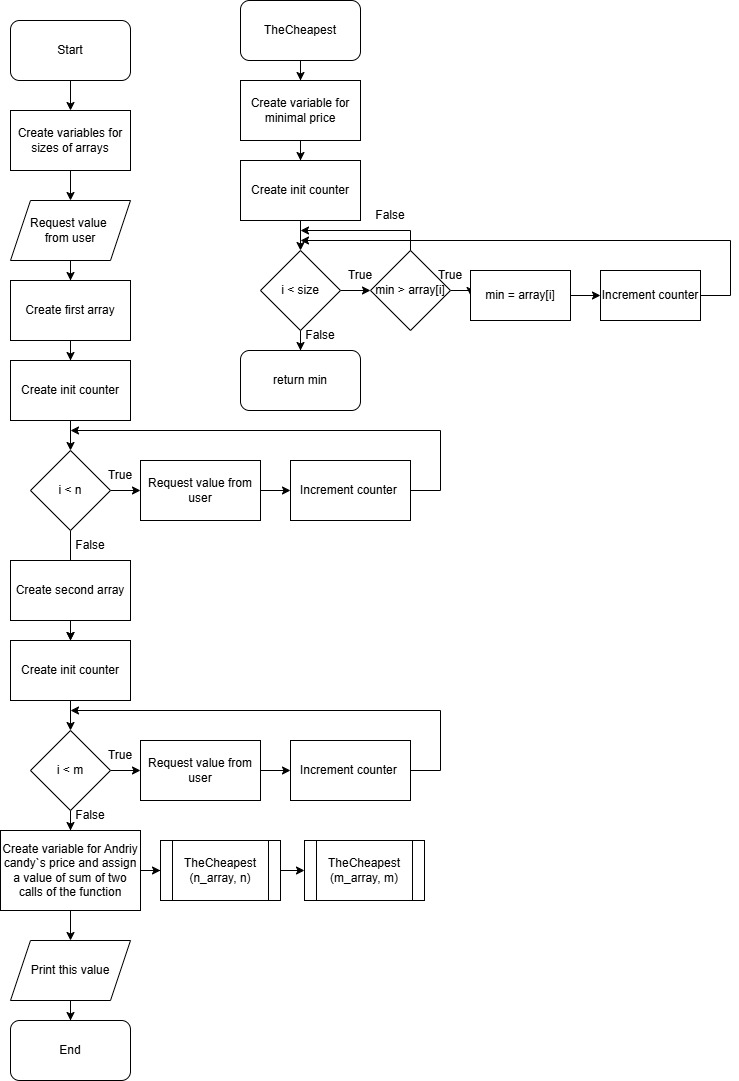 Start
Create variables for
sizes of arrays
Request value
from user
Create first array
Create init counter
i < n
True
Request value from
user
Increment counter
False
Create second array
Create init counter
i < m
True
Request value from
user
Increment counter
False
Create variable for Andriy
candy`s price and assign
a value of sum of two
calls of the function
TheCheapest
(n_array, n)
TheCheapest
(m_array, m)
Print this value
End
TheCheapest
Create variable for
minimal price
Create init counter
False
i < size
True
min > array[i]
True
min = array[i]
Increment counter
False
return min